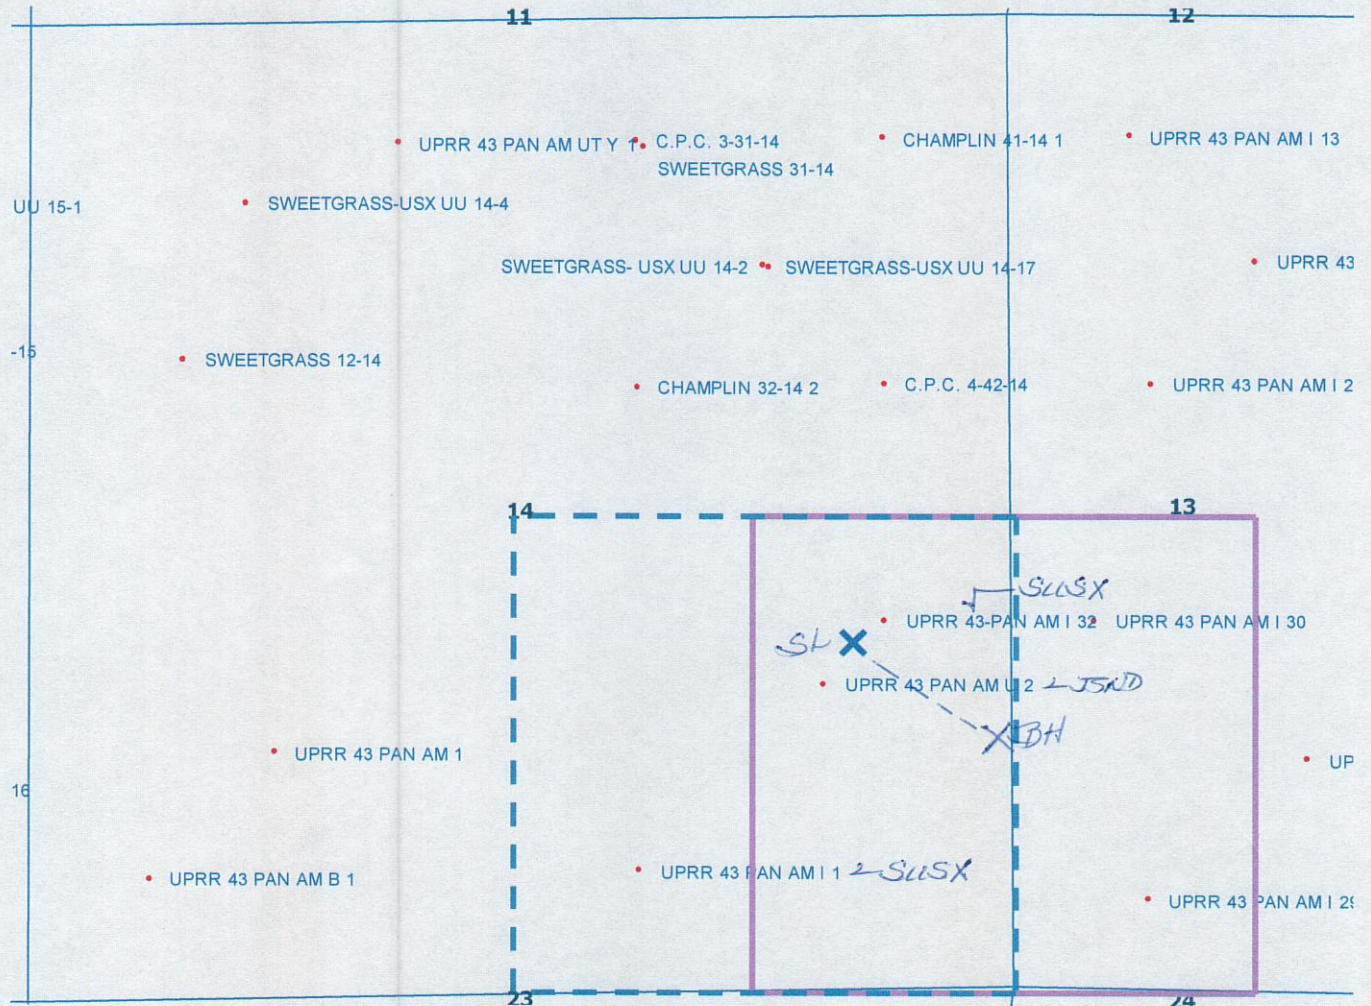 11
12
UPRR 43 PAN AM UT Y 1
C.P.C. 3-31-14
SWEETGRASS 31-14
CHAMPLIN 41-14 1
UPRR 43 PAN AM I 13
UU 15-1
SWEETGRASS-USX UU 14-4
SWEETGRASS- USX UU 14-2
SWEETGRASS-USX UU 14-17
UPRR 43
-15
SWEETGRASS 12-14
CHAMPLIN 32-14 2
C.P.C. 4-42-14
UPRR 43 PAN AM I 2
14
13
SUSX
UPRR 43-PAN AM I 32
UPRR 43 PAN AM I 30
SL X
UPRR 43 PAN AM U 2
JSND
X BH
UPRR 43 PAN AM 1
UP
16
UPRR 43 PAN AM I 1
SUSX
UPRR 43 PAN AM B 1
UPRR 43 PAN AM I 29
23
24